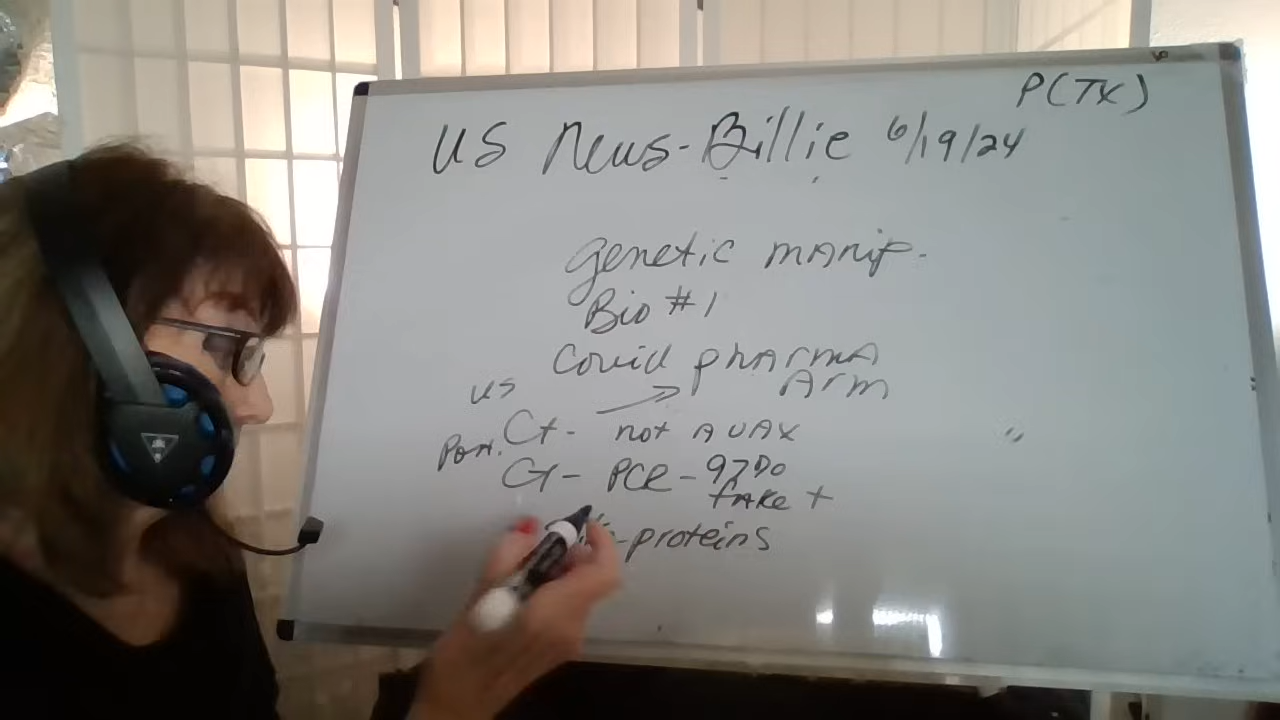 P(TX)
US News-Billie 6/19/24
genetic manip.
Bio #1
Covid pharma
US Arm
Ct- not A VAX
Port. Ct- PCR-97%
fAKe +
-proteins